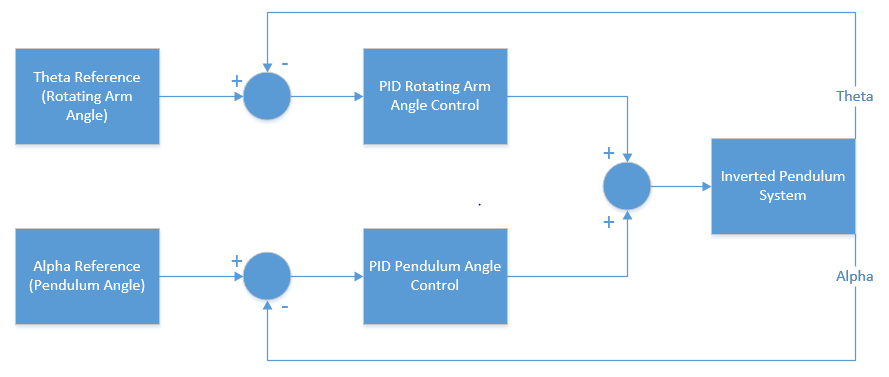 Theta Reference
(Rotating Arm
Angle)
+
-
PID Rotating Arm
Angle Control
Theta
+
+
Inverted Pendulum
System
Alpha Reference
(Pendulum Angle)
+
-
PID Pendulum Angle
Control
Alpha